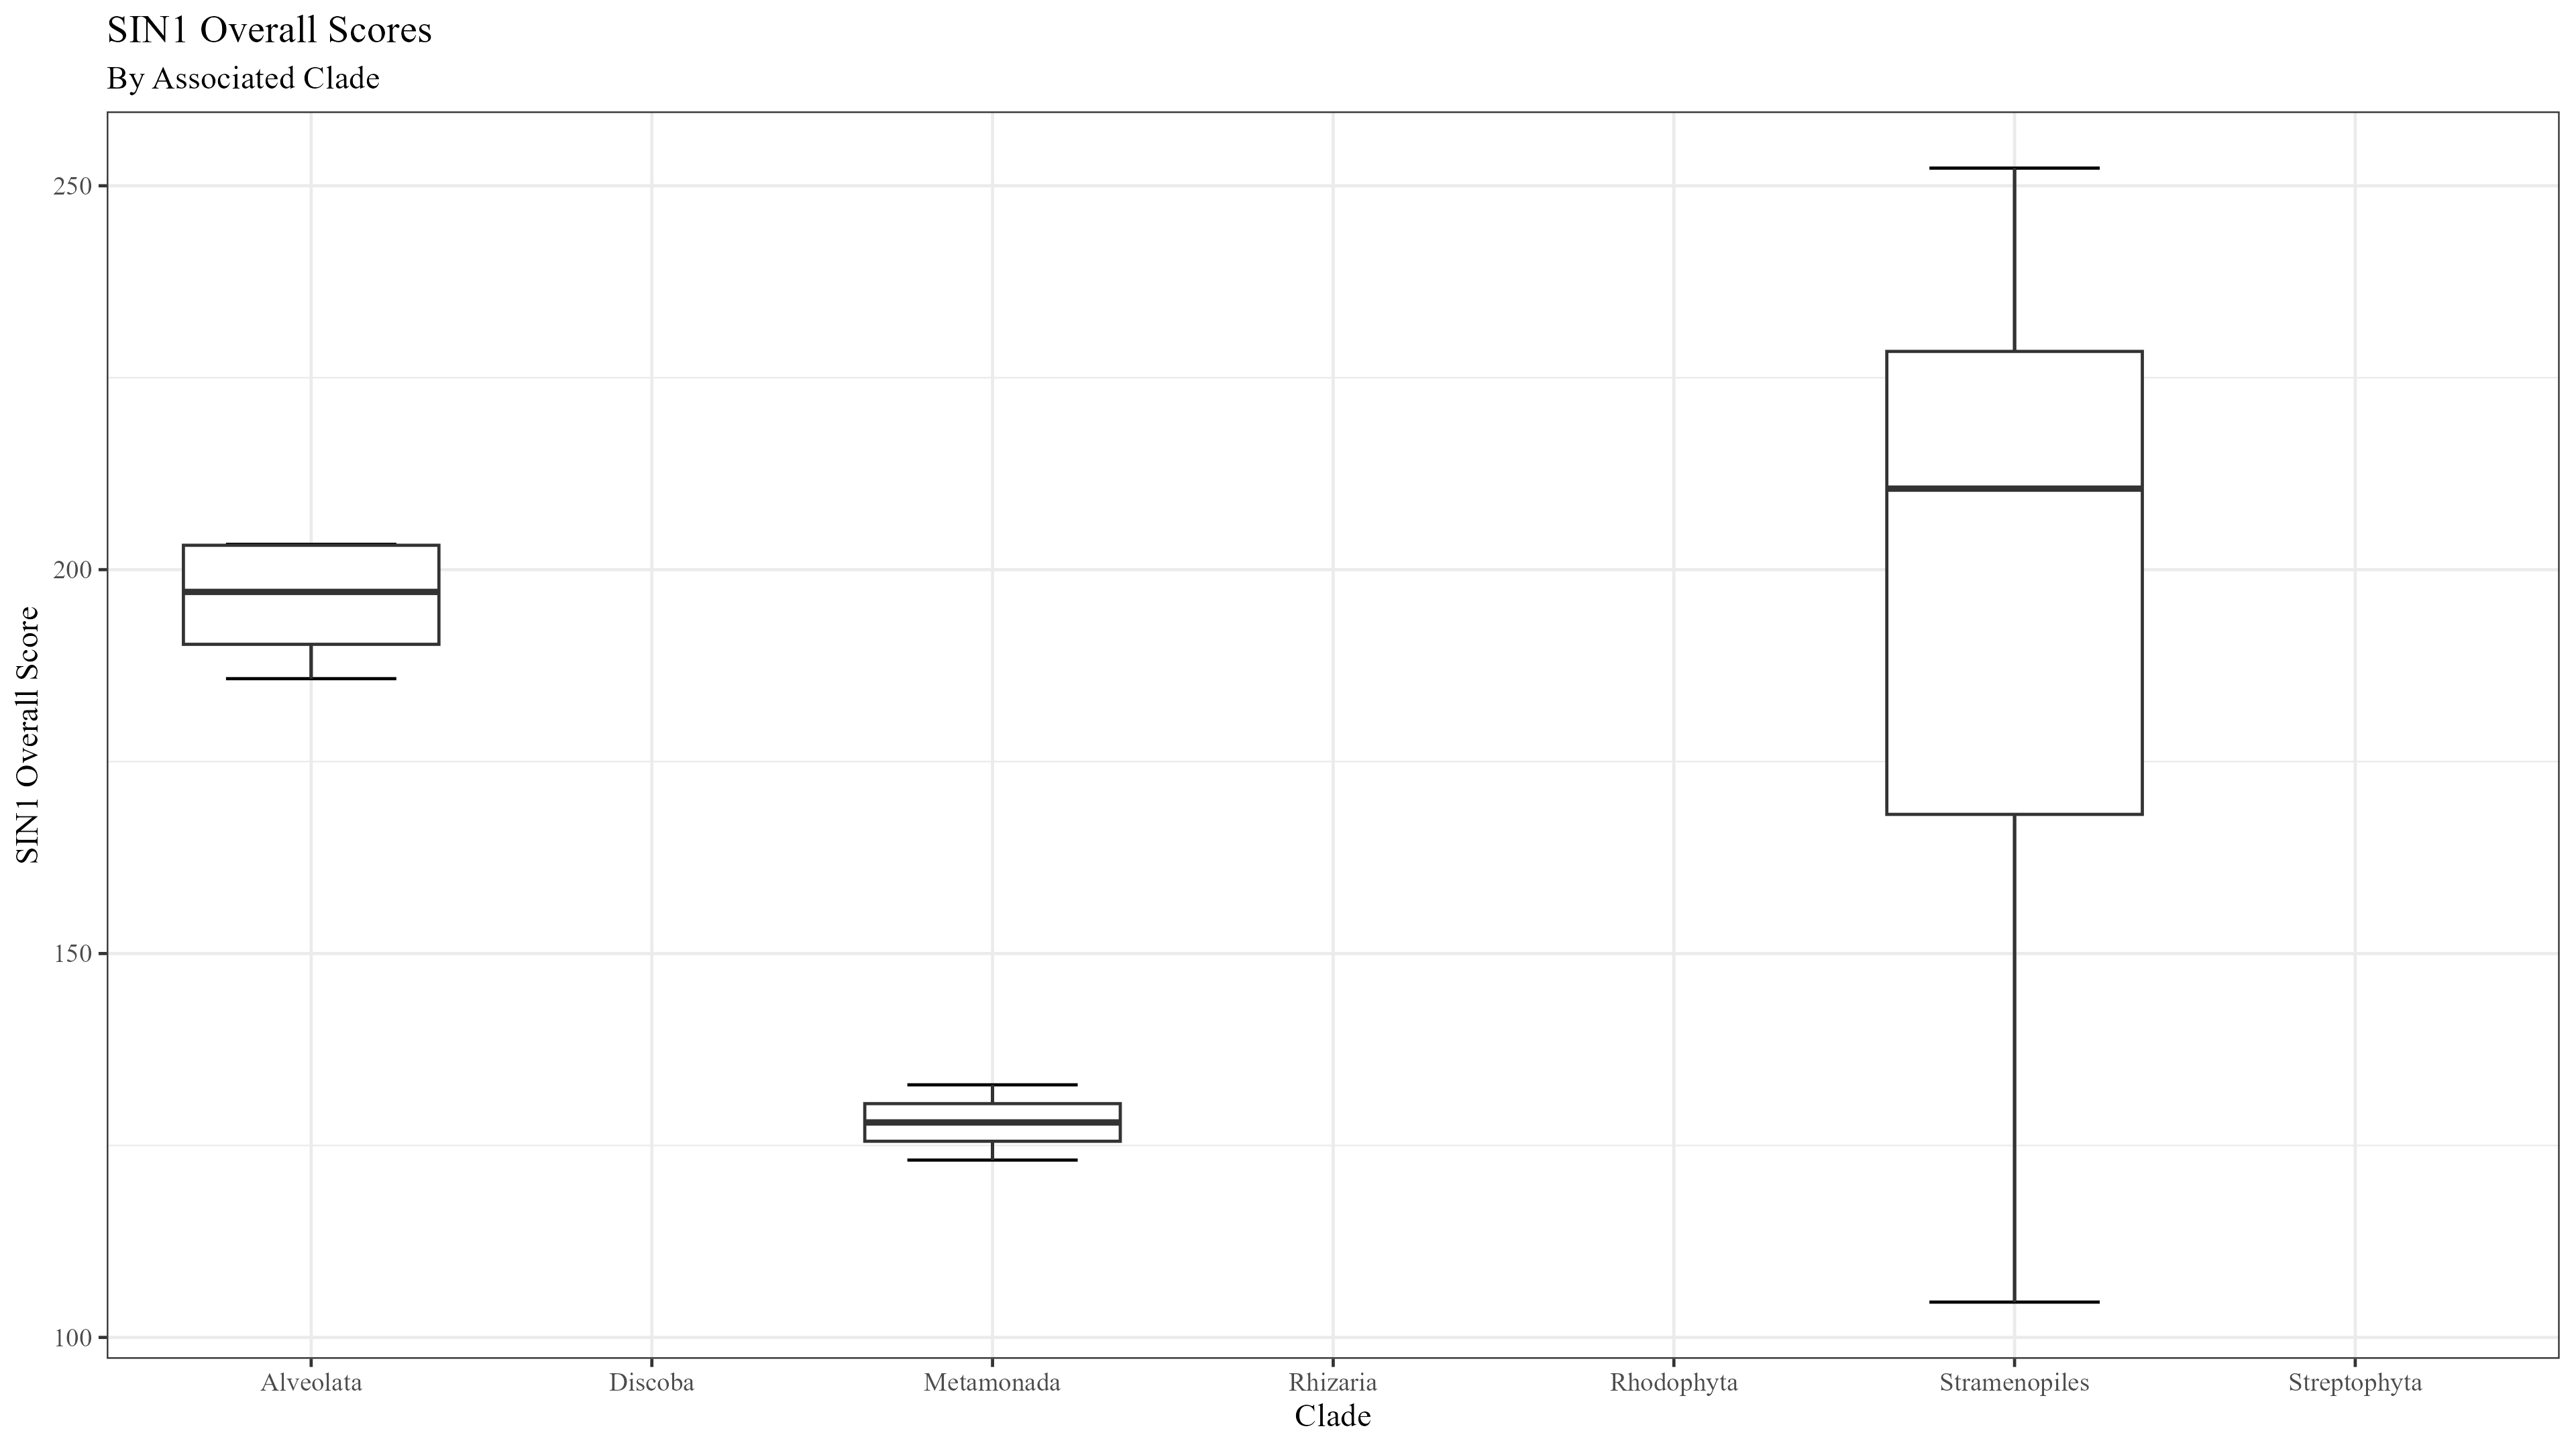 SIN1 Overall Scores
By Associated Clade
SIN1 Overall Score
250
200
150
100
Alveolata Discoba Metamonada Rhizaria Rhodophyta Stramenopiles Streptophyta
Clade